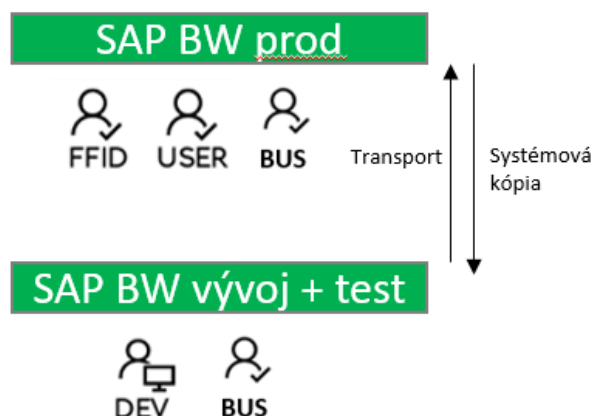 SAP BW prod
FFID USER BUS
Transport
Systémová
kópia
SAP BW vývoj + test
DEV BUS